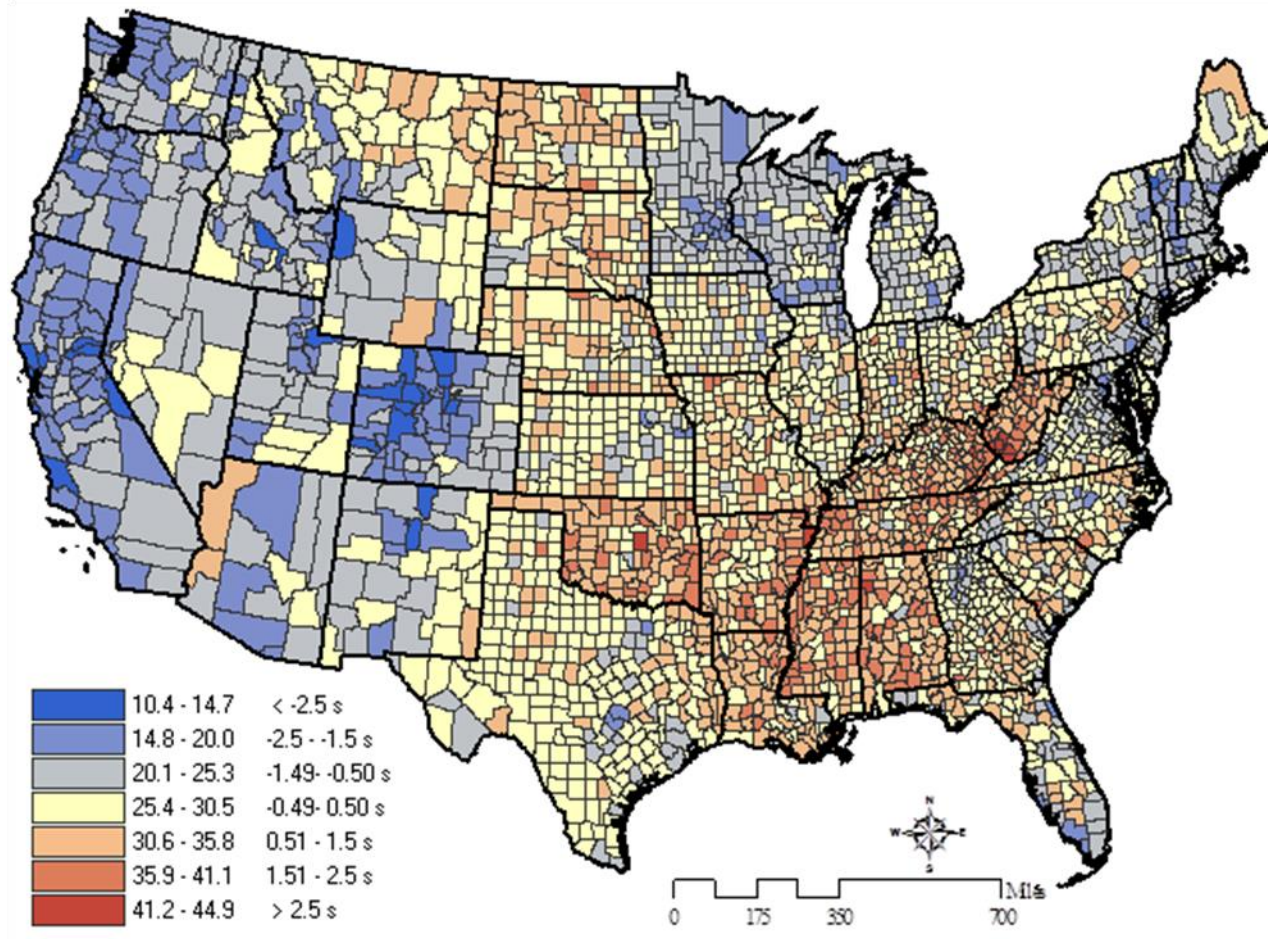 10.4 - 14.7 < -2.5 s
14.8 - 20.0 -2.5 - -1.5 s
20.1 - 25.3 -1.49- -0.50 s
25.4 - 30.5 -0.49- 0.50 s
30.6 - 35.8 0.51 - 1.5 s
35.9 - 41.1 1.51 - 2.5 s
41.2 - 44.9 > 2.5 s
N
W E
S
Miles
0 175 350 700